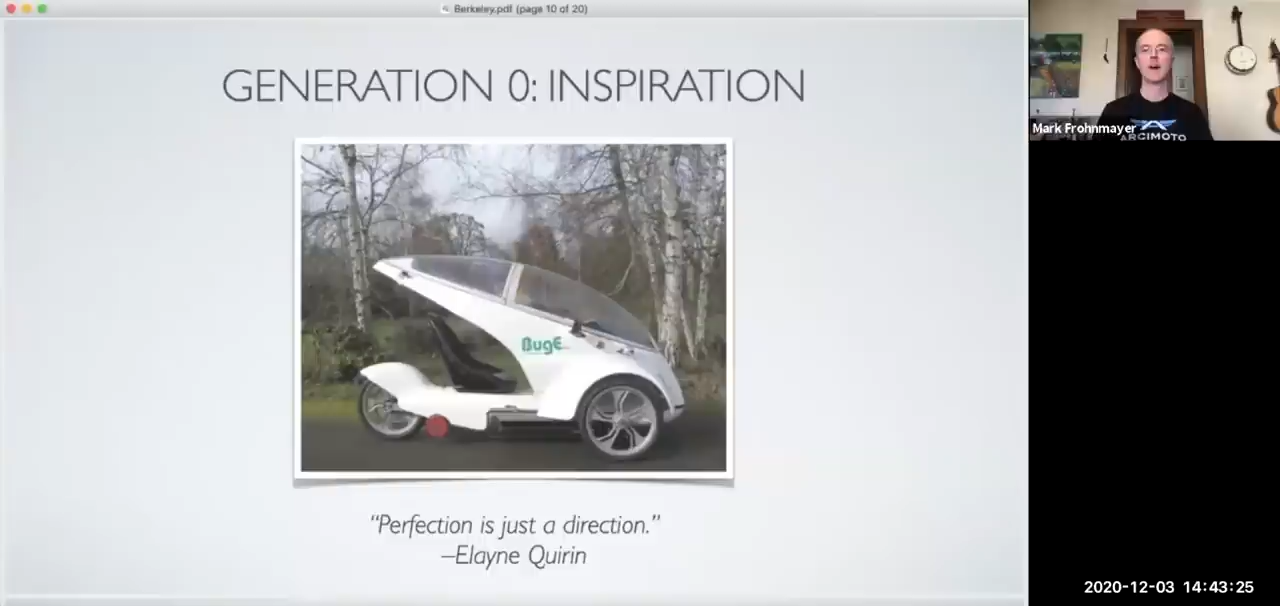 Berkeley.pdf (page 10 of 20)
GENERATION 0: INSPIRATION
BugE
“Perfection is just a direction.”
–Elayne Quirin
Mark Frohnmayer
ARCIMOTO
2020-12-03 14:43:25